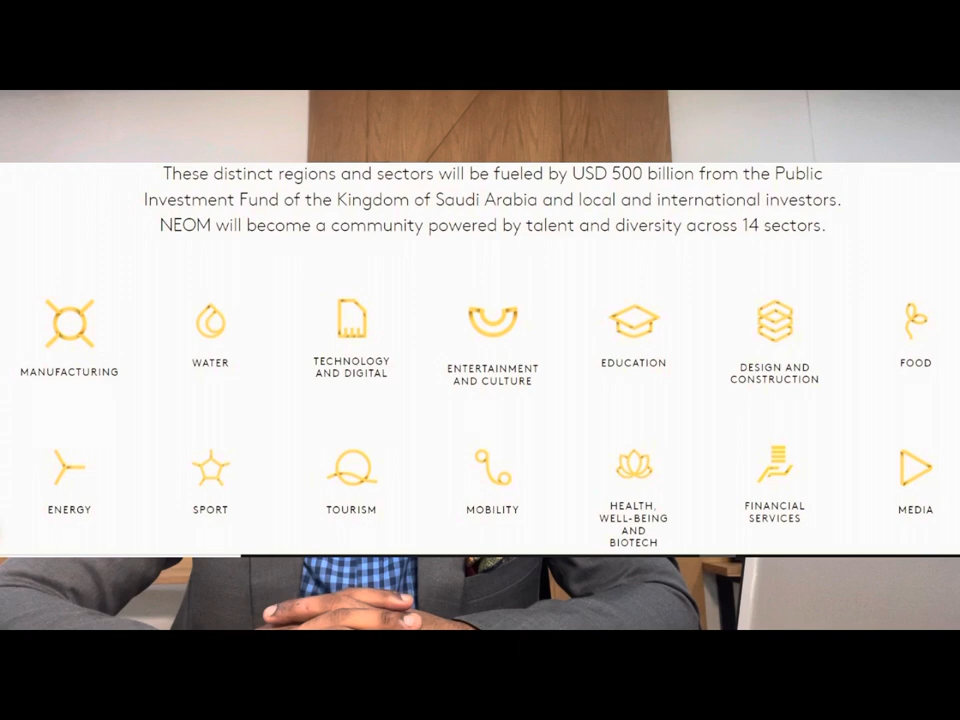 These distinct regions and sectors will be fueled by USD 500 billion from the Public
Investment Fund of the Kingdom of Saudi Arabia and local and international investors.
NEOM will become a community powered by talent and diversity across 14 sectors.
MANUFACTURING
WATER
TECHNOLOGY
AND DIGITAL
ENTERTAINMENT
AND CULTURE
EDUCATION
DESIGN AND
CONSTRUCTION
FOOD
ENERGY
SPORT
TOURISM
MOBILITY
HEALTH,
WELL-BEING
AND
BIOTECH
FINANCIAL
SERVICES
MEDIA